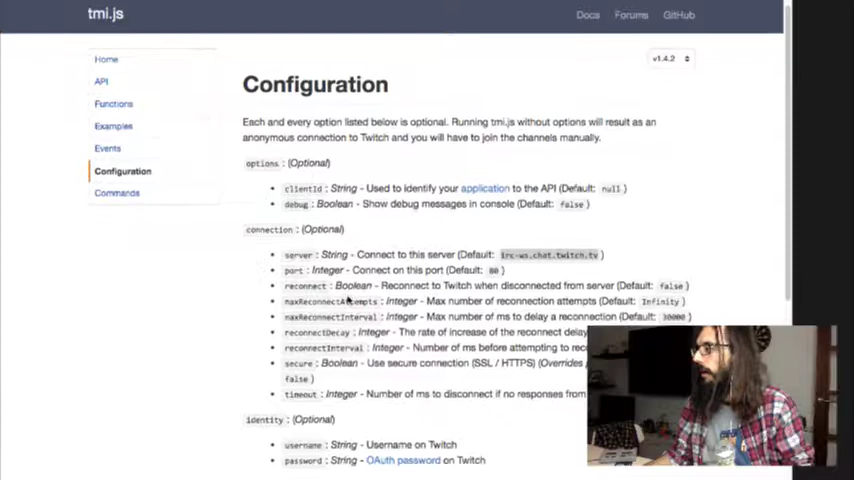 tmi.js
Docs Forums GitHub
Home
API
Functions
Examples
Events
Configuration
Commands
v1.4.2
Configuration
Each and every option listed below is optional. Running tmi.js without options will result as an
anonymous connection to Twitch and you will have to join the channels manually.
options : (Optional)
• clientId : String - Used to identify your application to the API (Default: null )
• debug : Boolean - Show debug messages in console (Default: false )
connection : (Optional)
• server : String - Connect to this server (Default: irc-ws.chat.twitch.tv )
• port : Integer - Connect on this port (Default: 80 )
• reconnect : Boolean - Reconnect to Twitch when disconnected from server (Default: false )
• maxReconnectAttempts : Integer - Max number of reconnection attempts (Default: Infinity )
• maxReconnectInterval : Integer - Max number of ms to delay a reconnection (Default: 30000 )
• reconnectDecay : Integer - The rate of increase of the reconnect delay
• reconnectInterval : Integer - Number of ms before attempting to
• secure : Boolean - Use secure connection (SSL / HTTPS) (Overrides
false )
• timeout : Integer - Number of ms to disconnect if no responses from
identity : (Optional)
• username : String - Username on Twitch
• password : String - OAuth password on Twitch